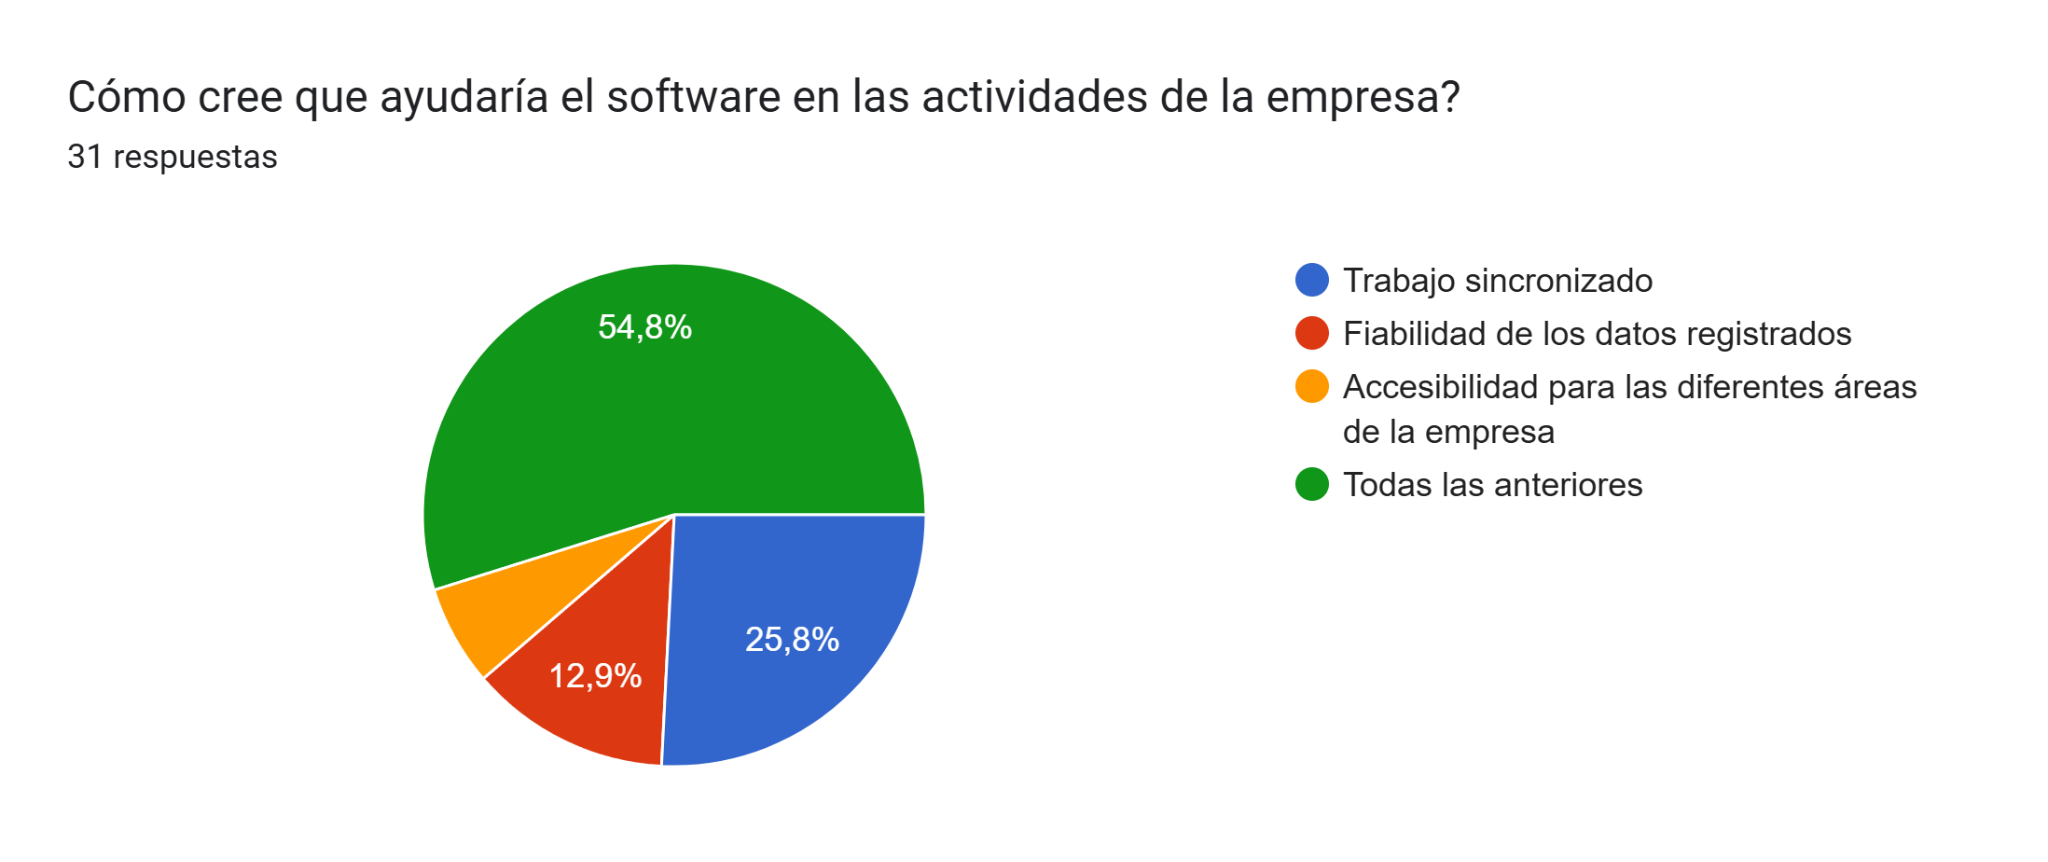 Cómo cree que ayudaría el software en las actividades de la empresa?
31 respuestas
54,8%
25,8%
12,9%
Trabajo sincronizado
Fiabilidad de los datos registrados
Accesibilidad para las diferentes áreas
de la empresa
Todas las anteriores